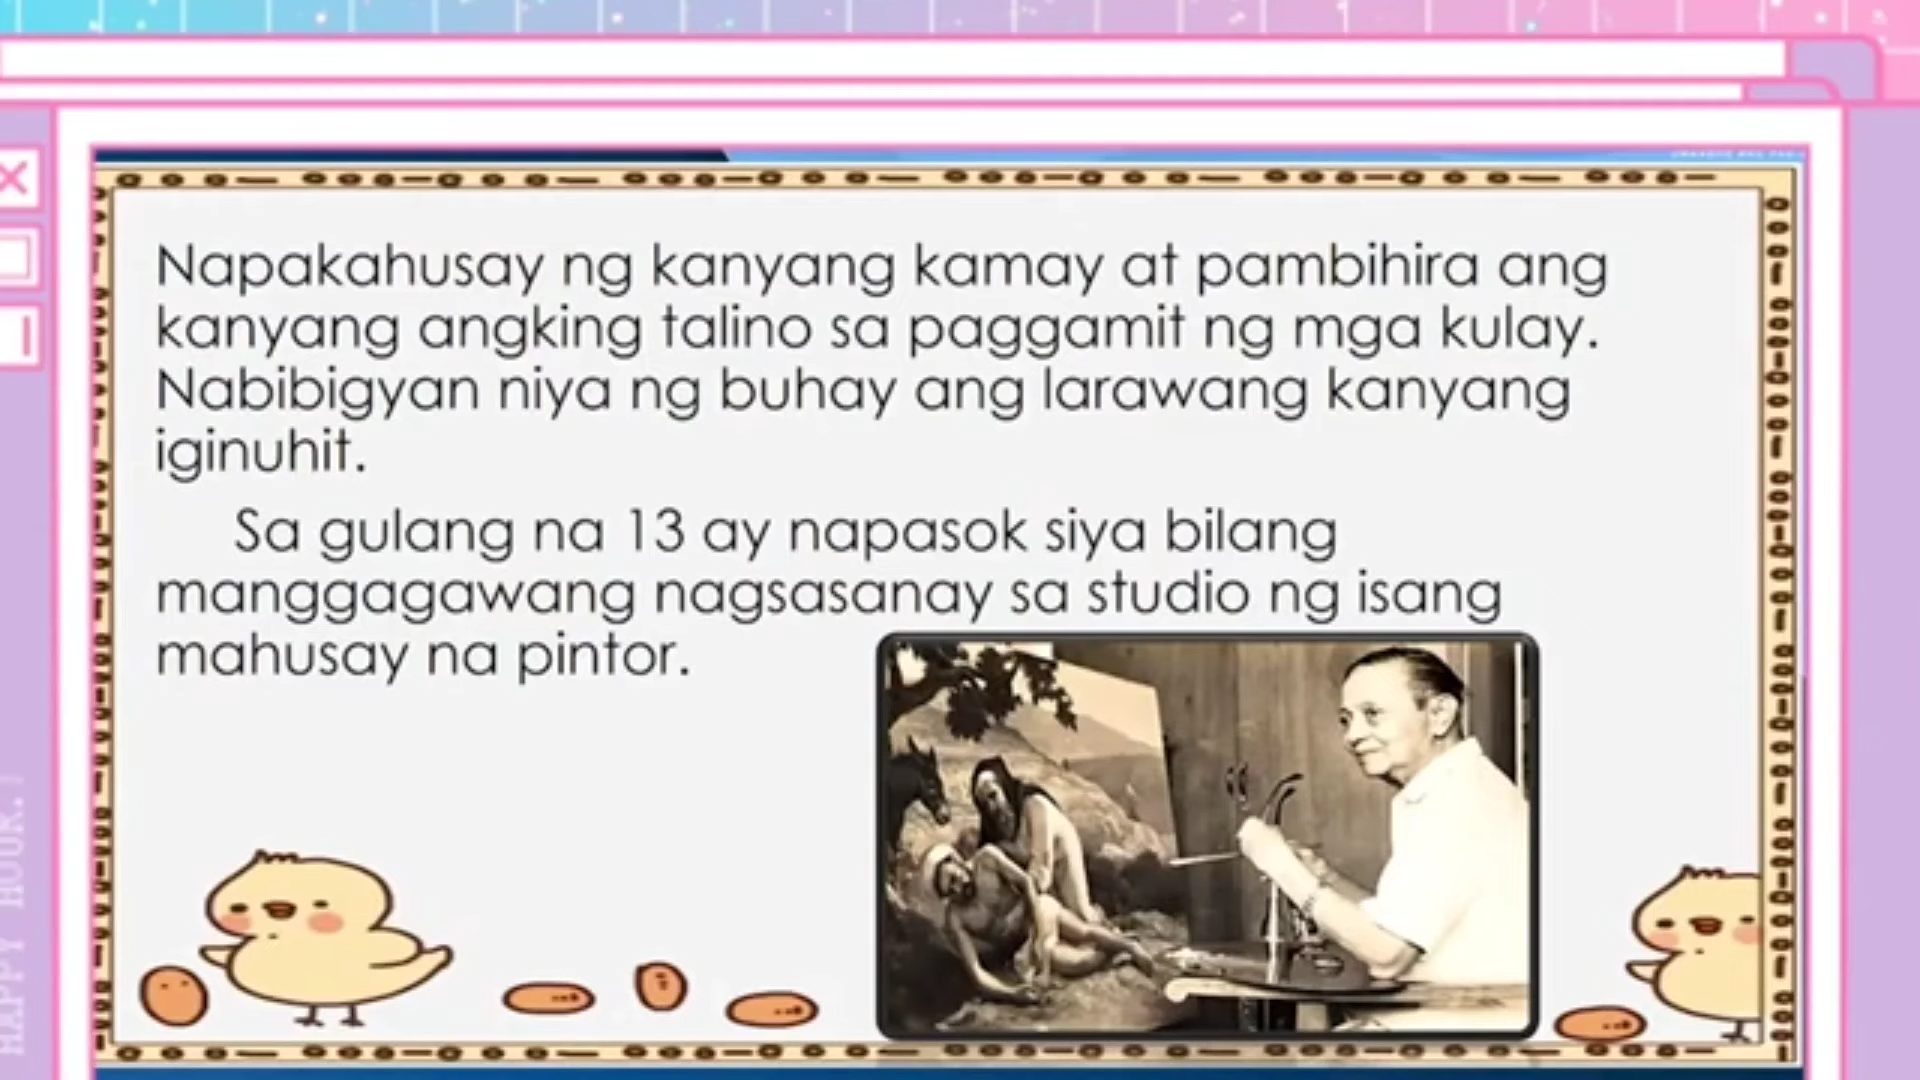 Napakahusay ng kanyang kamay at pambihira ang
kanyang angking talino sa paggamit ng mga kulay.
Nabibigyan niya ng buhay ang larawang kanyang
iginuhit.
Sa gulang na 13 ay napasok siya bilang
manggagawang nagsasanay sa studio ng isang
mahusay na pintor.
HAPPY HOUR.!